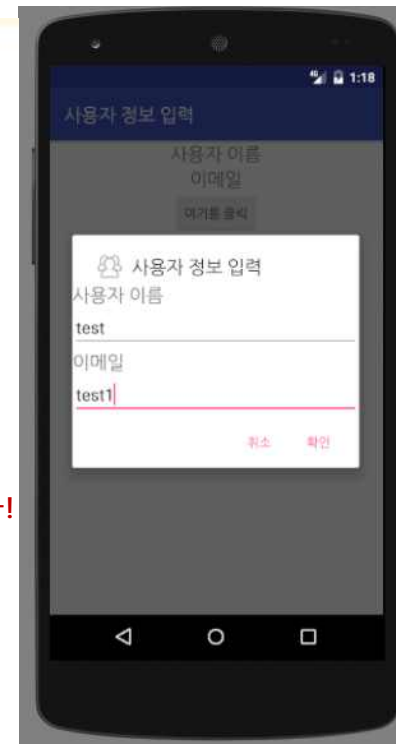 4G 1:18
사용자 정보 입력
사용자 이름
이메일
여기를 클릭
사용자 정보 입력
사용자 이름
test
이메일
test1
취소 확인
!